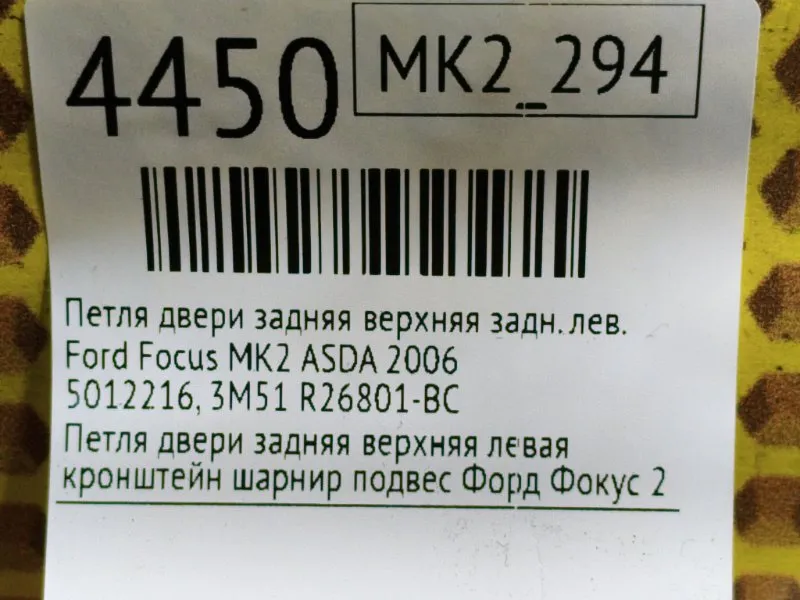 4450
MK2_294
Петля двери задняя верхняя задн. лев.
Ford Focus MK2 ASDA 2006
5012216, 3M51 R26801-BC
Петля двери задняя верхняя левая
кронштейн шарнир подвес Форд Фокус 2